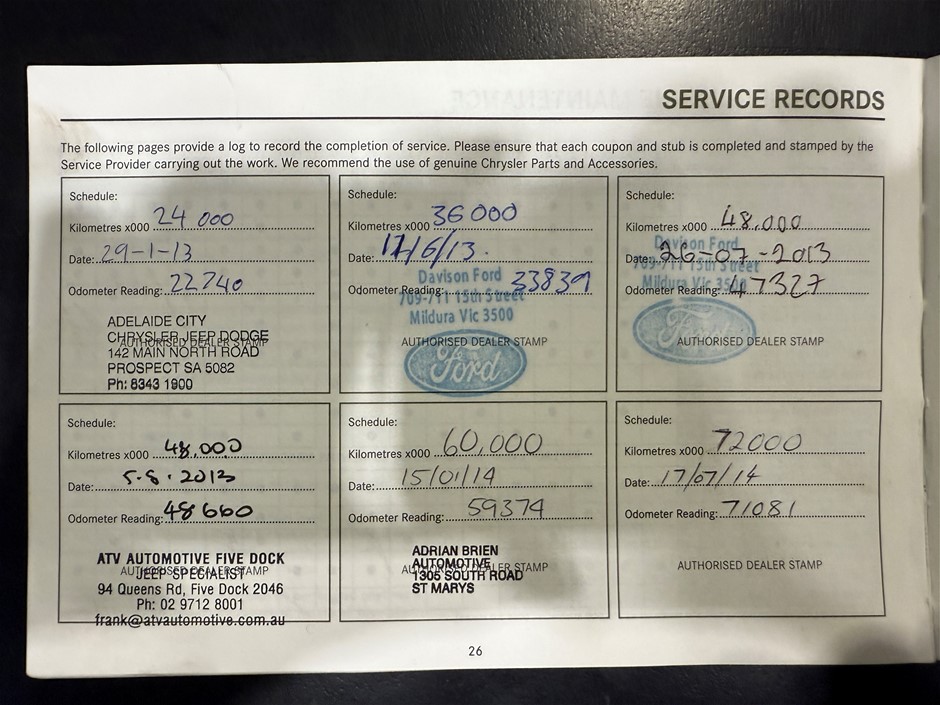 SERVICE RECORDS
The following pages provide a log to record the completion of service. Please ensure that each coupon and stub is completed and stamped by the
Service Provider carrying out the work. We recommend the use of genuine Chrysler Parts and Accessories.
Schedule:
Kilometres x000 24 000
Date: 29-1-13
Odometer Reading: 22740
ADELAIDE CITY
CHRYSLER JEEP DODGE
AUTHORISED DEALER STAMP
142 MAIN NORTH ROAD
PROSPECT SA 5082
Ph: 8343 1900
Schedule:
Kilometres x000 36000
Date: 12/6/13.
Davison Ford
Odometer Reading: 33839
709-711 15th Street
Mildura Vic 3500
AUTHORISED DEALER STAMP
Ford
Schedule:
Kilometres x000 48,000
Davison Ford
Date: 26-07-2013
709-711 15th Street
Odometer Reading: 47327
Mildura Vic 3500
Ford
AUTHORISED DEALER STAMP
Schedule:
Kilometres x000 48,000
Date: 5.8.2013
Odometer Reading: 48660
ATV AUTOMOTIVE FIVE DOCK
AUTHORISED DEALER STAMP
JEEP SPECIALIST
94 Queens Rd, Five Dock 2046
Ph: 02 9712 8001
frank@atvautomotive.com.au
Schedule:
Kilometres x000 60,000
Date: 15/01/14
Odometer Reading: 59374
ADRIAN BRIEN
AUTOMOTIVE
AUTHORISED DEALER STAMP
1305 SOUTH ROAD
ST MARYS
Schedule:
Kilometres x000 72000
Date: 17/07/14
Odometer Reading: 71081
AUTHORISED DEALER STAMP
26